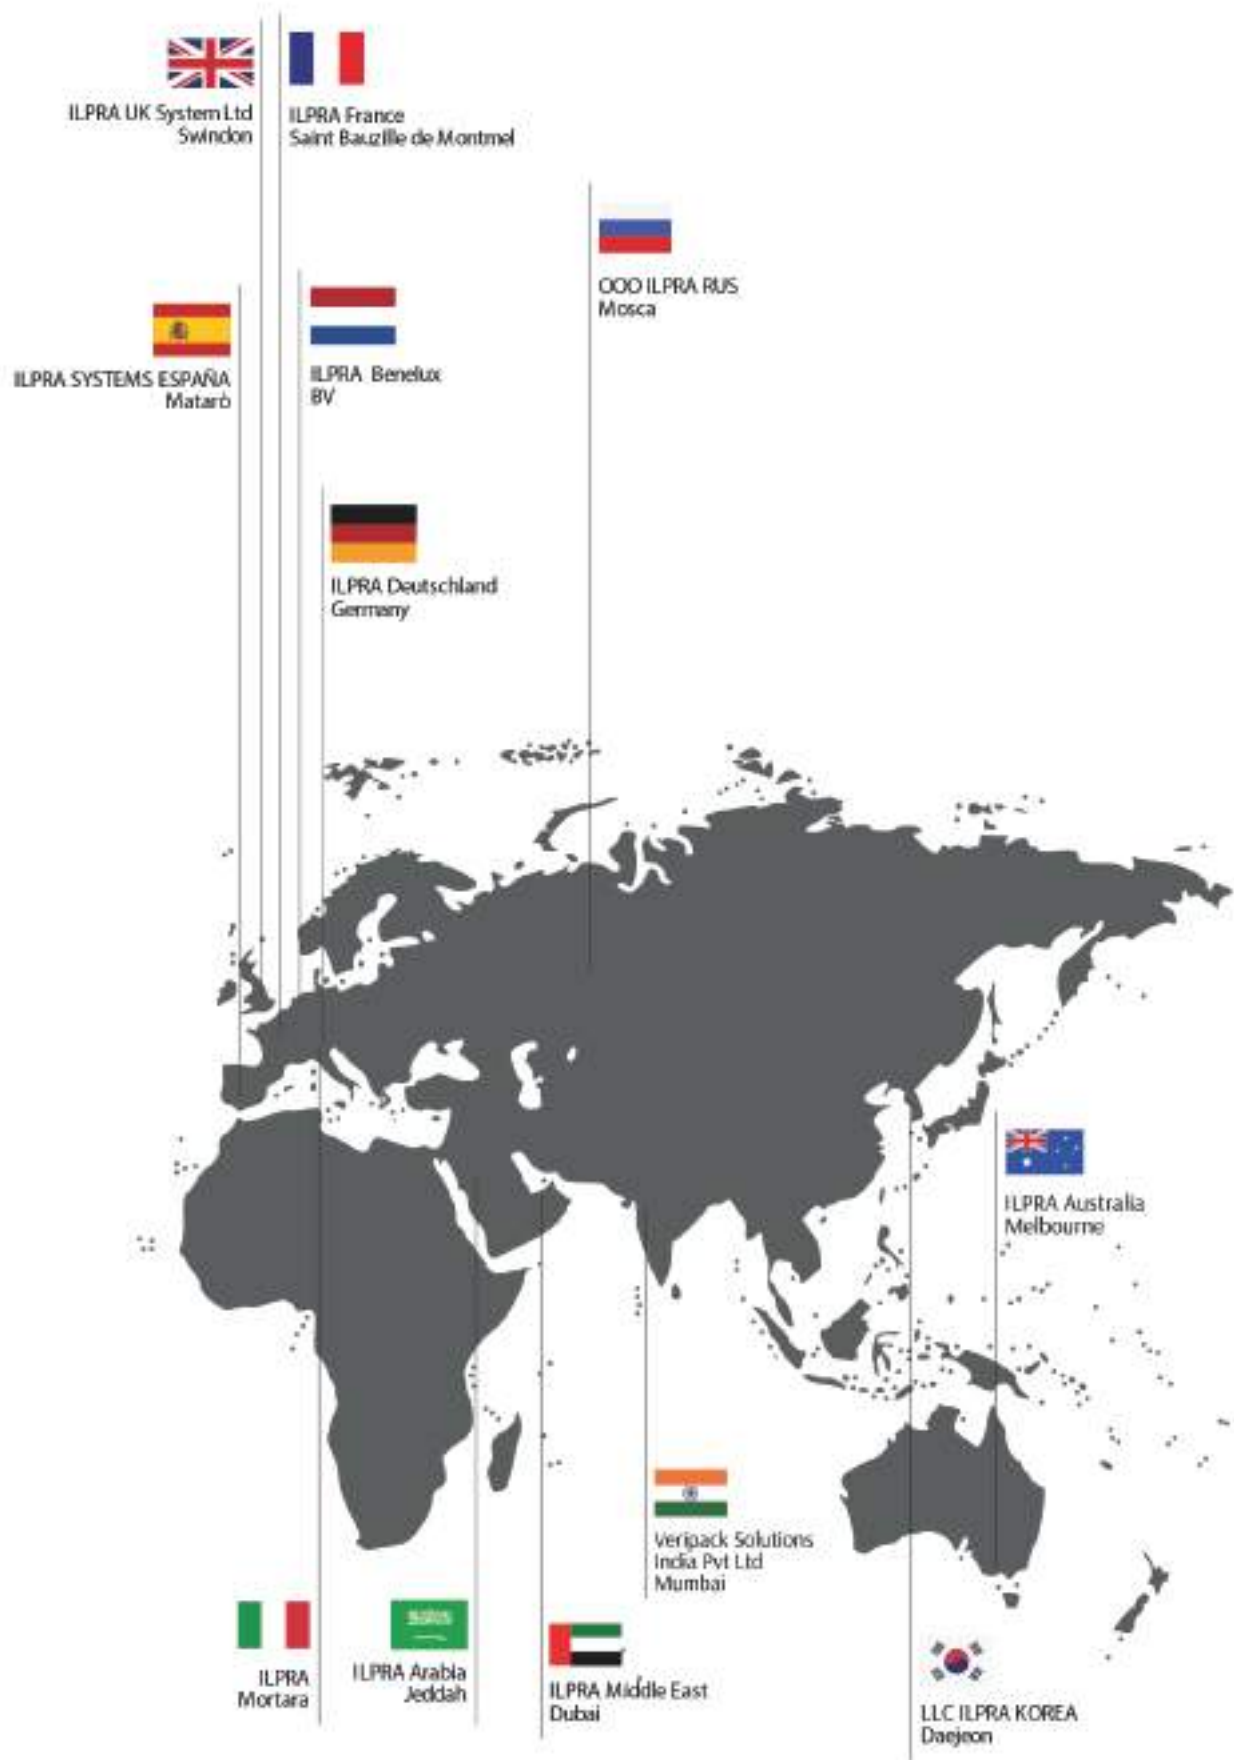 ILPRA UK System Ltd
Swindon
ILPRA France
Saint Bauzille de Montmel
OOO ILPRA RUS
Mosca
ILPRA SYSTEMS ESPAÑA
Matarò
ILPRA Benelux
BV
ILPRA Deutschland
Germany
ILPRA Australia
Melbourne
Veripack Solutions
India Pvt Ltd
Mumbai
ILPRA
Mortara
ILPRA Arabia
Jeddah
ILPRA Middle East
Dubai
LLC ILPRA KOREA
Daejeon